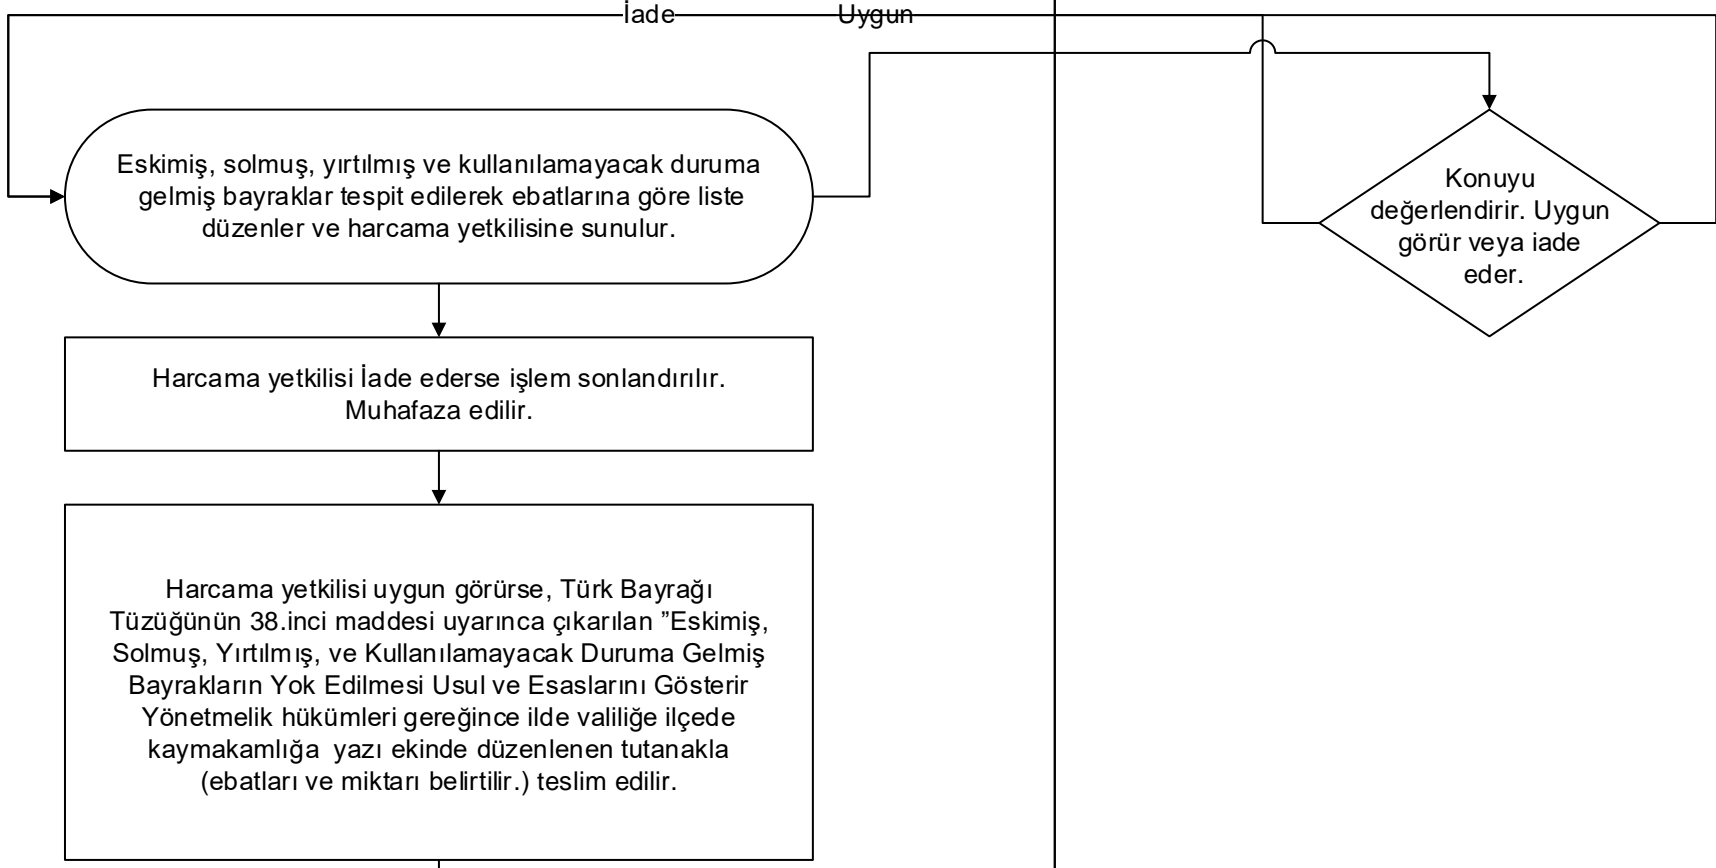 İade
Uygun
Eskimiş, solmuş, yırtılmış ve kullanılamayacak duruma
gelmiş bayraklar tespit edilerek ebatlarına göre liste
düzenler ve harcama yetkilisine sunulur.
Konuyu
değerlendirir. Uygun
görür veya iade
eder.
Harcama yetkilisi İade ederse işlem sonlandırılır.
Muhafaza edilir.
Harcama yetkilisi uygun görürse, Türk Bayrağı
Tüzüğünün 38.inci maddesi uyarınca çıkarılan ”Eskimiş,
Solmuş, Yırtılmış, ve Kullanılamayacak Duruma Gelmiş
Bayrakların Yok Edilmesi Usul ve Esaslarını Gösterir
Yönetmelik hükümleri gereğince ilde valiliğe ilçede
kaymakamlığa  yazı ekinde düzenlenen tutanakla
(ebatları ve miktarı belirtilir.) teslim edilir.